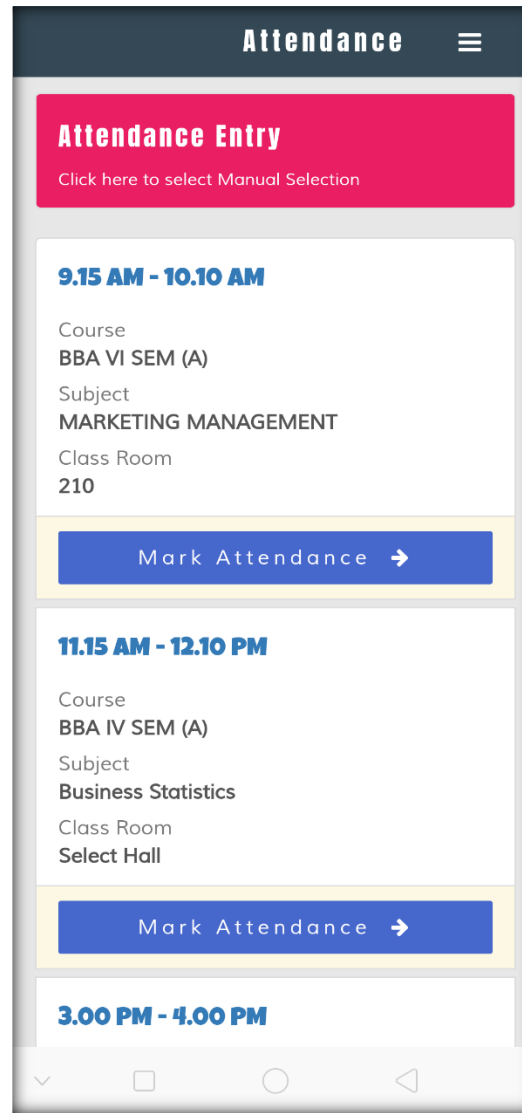 Attendance
Attendance Entry
Click here to select Manual Selection
9.15 AM - 10.10 AM
Course
BBA VI SEM (A)
Subject
MARKETING MANAGEMENT
Class Room
210
Mark Attendance
11.15 AM - 12.10 PM
Course
BBA IV SEM (A)
Subject
Business Statistics
Class Room
Select Hall
Mark Attendance
3.00 PM - 4.00 PM